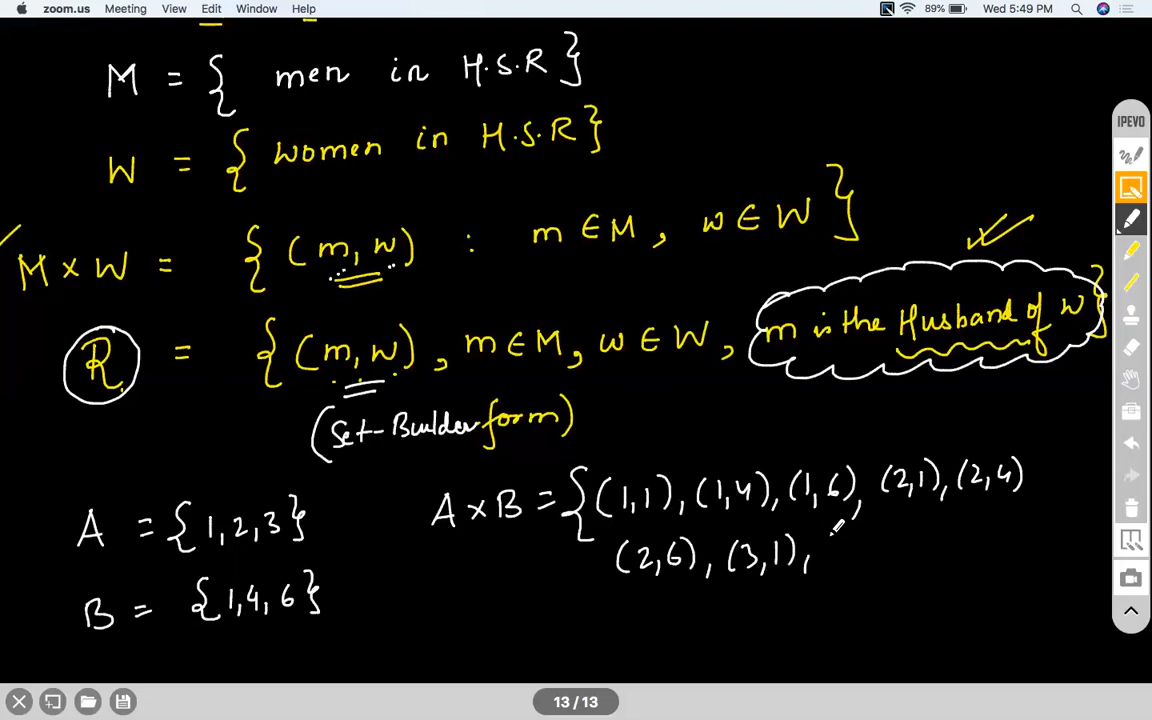 zoom.us Meeting View Edit Window Help 89% Wed 5:49 PM
M = { men in H.S.R }
W = { women in H.S.R }
M × W = { (m, w) : m ∈ M, w ∈ W }
R = { (m, w), m ∈ M, w ∈ W, m is the Husband of w }
(Set-Builder form)
A = {1, 2, 3}
B = {1, 4, 6}
A × B = { (1,1), (1,4), (1,6), (2,1), (2,4)
(2,6), (3,1),
IPEVO
13 / 13